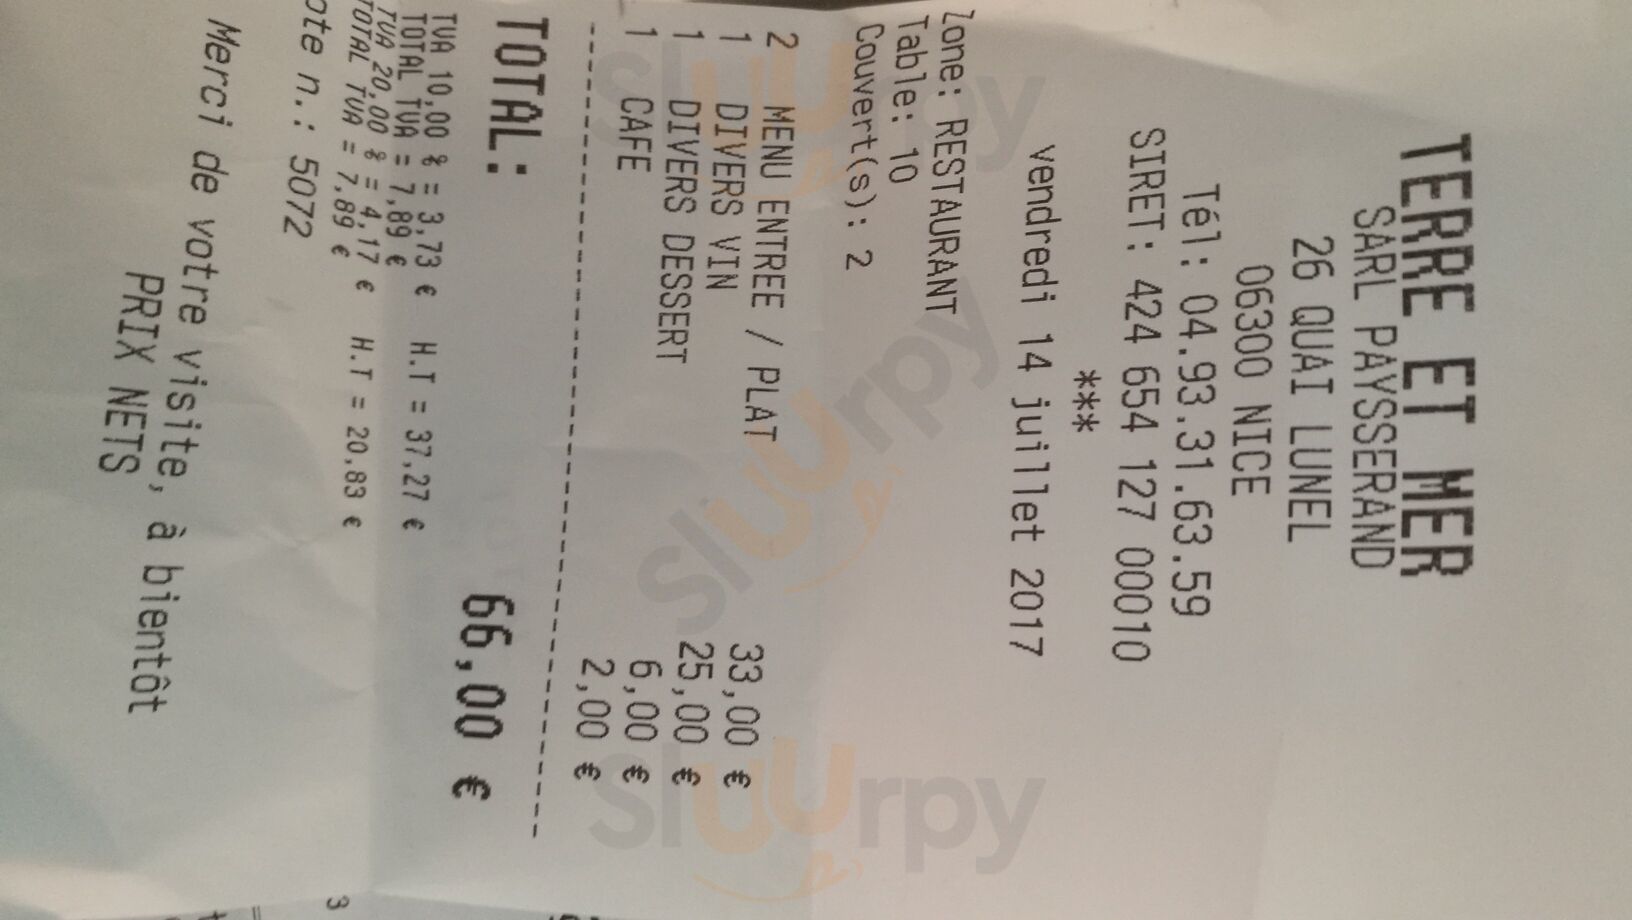 TERRE ET MER
SARL PAYSSERAND
26 QUAI LUNEL
06300 NICE
Tél: 04.93.31.63.59
SIRET: 424 654 127 00010
***
vendredi 14 juillet 2017
Zone: RESTAURANT
Table: 10
Couvert(s): 2
2 MENU ENTREE / PLAT 33,00 €
1 DIVERS VIN 25,00 €
1 DIVERS DESSERT 6,00 €
1 CAFE 2,00 €
TOTAL: 66,00 €
TVA 10,00 % = 3,73 € H.T = 37,27 €
TOTAL TVA = 7,89 €
TVA 20,00 % = 4,17 € H.T = 20,83 €
TOTAL TVA = 7,89 €
ote n.: 5072
Merci de votre visite, à bientôt
PRIX NETS
3
Sluurpy
Sluurpy
Sluurpy